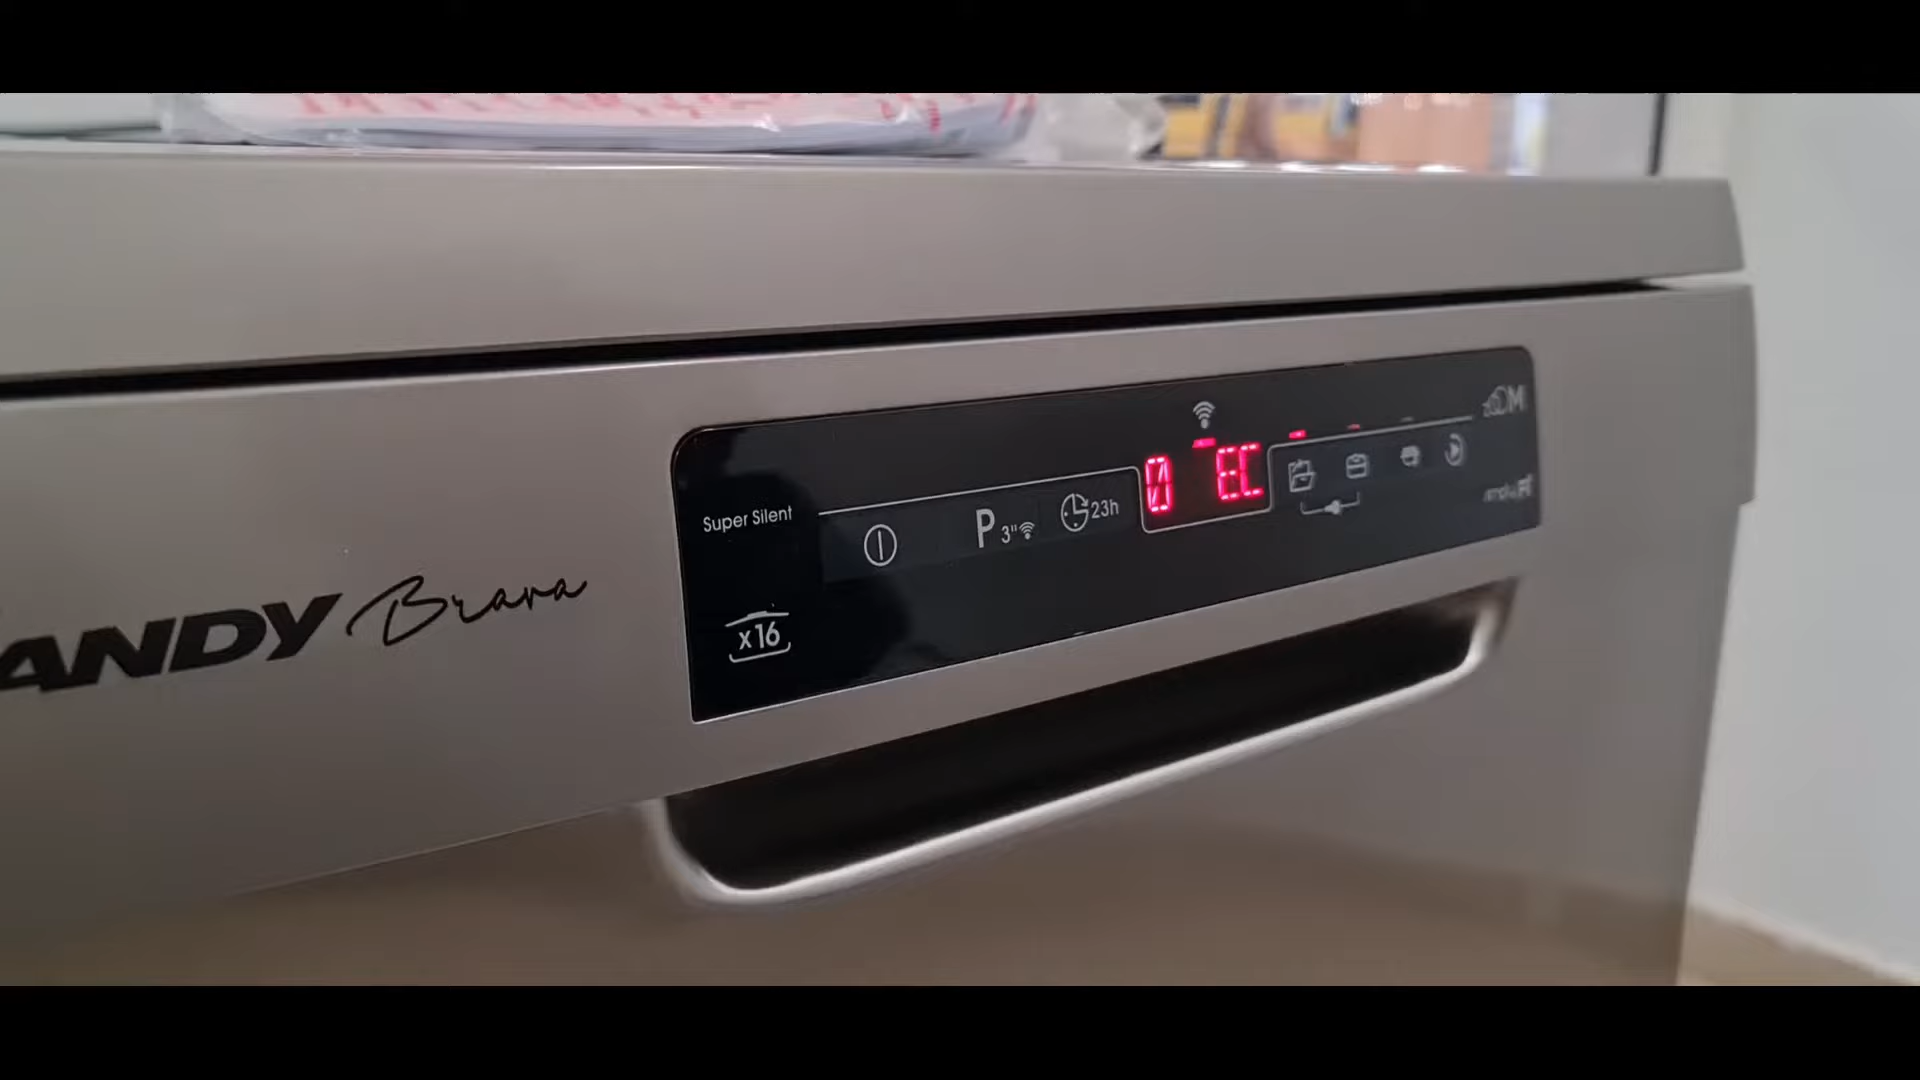 ANDY Brava
Super Silent
x16
P 3"
23h
0 EC